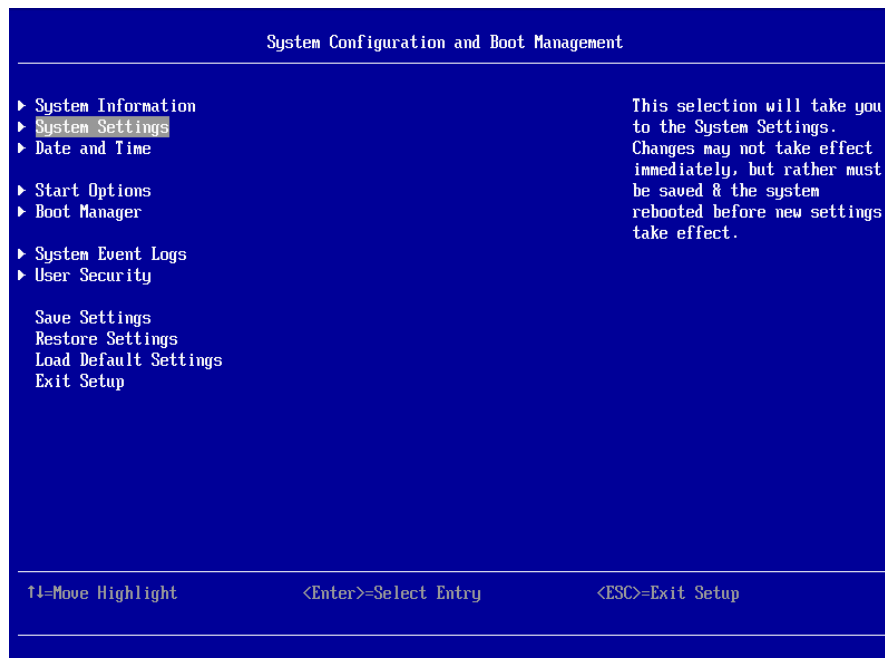 System Configuration and Boot Management
System Information
System Settings
Date and Time
Start Options
Boot Manager
System Event Logs
User Security
Save Settings
Restore Settings
Load Default Settings
Exit Setup
This selection will take you
to the System Settings.
Changes may not take effect
immediately, but rather must
be saved & the system
rebooted before new settings
take effect.
↑↓=Move Highlight <Enter>=Select Entry <ESC>=Exit Setup